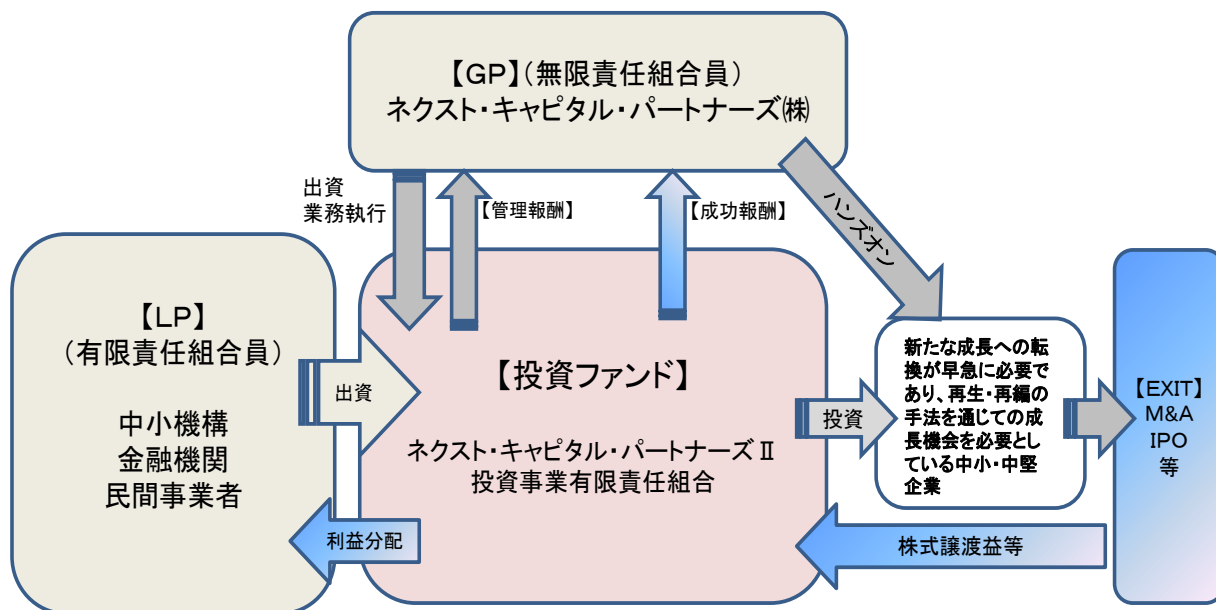 【GP】(無限責任組合員)
ネクスト・キャピタル・パートナーズ㈱
出資
業務執行
【管理報酬】
【成功報酬】
ハンズオン
【LP】
(有限責任組合員)
中小機構
金融機関
民間事業者
出資
【投資ファンド】
ネクスト・キャピタル・パートナーズⅡ
投資事業有限責任組合
投資
新たな成長への転
換が早急に必要で
あり、再生・再編の
手法を通じての成
長機会を必要とし
ている中小・中堅
企業
【EXIT】
M&A
IPO
等
利益分配
株式譲渡益等